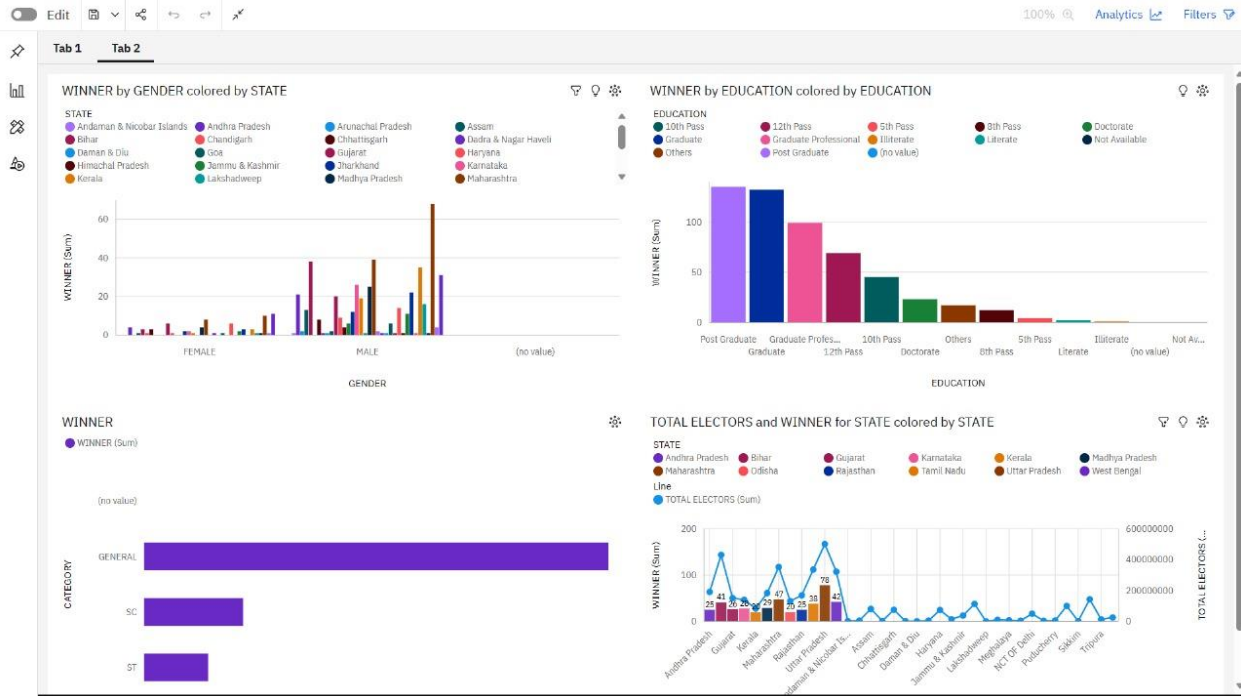 Edit
100%
Analytics
Filters
Tab 1
Tab 2
WINNER by GENDER colored by STATE
STATE
Andaman & Nicobar Islands Andhra Pradesh Arunachal Pradesh Assam
Bihar Chandigarh Chhattisgarh Dadra & Nagar Haveli
Daman & Diu Goa Gujarat Haryana
Himachal Pradesh Jammu & Kashmir Jharkhand Karnataka
Kerala Lakshadweep Madhya Pradesh Maharashtra
60
40
20
0
WINNER (Sum)
FEMALE MALE (no value)
GENDER
WINNER by EDUCATION colored by EDUCATION
EDUCATION
10th Pass 12th Pass 5th Pass 8th Pass Doctorate
Graduate Graduate Professional Illiterate Literate Not Available
Others Post Graduate (no value)
100
50
0
WINNER (Sum)
Post Graduate Graduate Profes... 10th Pass Others 5th Pass Illiterate Not Av...
Graduate 12th Pass Doctorate 8th Pass Literate (no value)
EDUCATION
WINNER
WINNER (Sum)
(no value)
GENERAL
SC
ST
CATEGORY
TOTAL ELECTORS and WINNER for STATE colored by STATE
STATE
Andhra Pradesh Bihar Gujarat Karnataka Kerala Madhya Pradesh
Maharashtra Odisha Rajasthan Tamil Nadu Uttar Pradesh West Bengal
Line
TOTAL ELECTORS (Sum)
200
100
0
WINNER (Sum)
600000000
400000000
200000000
0
TOTAL ELECTORS (...
25 41 26 28 20 29 47 20 25 38 78 42
Andhra Pradesh Gujarat Kerala Maharashtra Rajasthan Uttar Pradesh Assam Chhattisgarh Daman & Diu Haryana Jammu & Kashmir Lakshadweep Meghalaya NCT OF Delhi Puducherry Sikkim Tripura